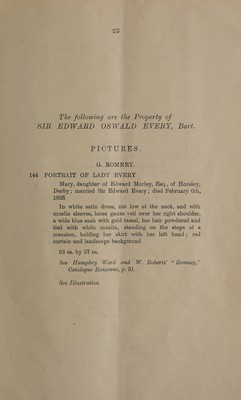 23
The following are the Property of
SIR EDWARD OSWALD EVERY, Bart.
PICTURES.
G. ROMNEY.
144 PORTRAIT OF LADY EVERY
Mary, daughter of Edward Morley, Esq., of Horsley,
Derby; married Sir Edward Every; died February 6th,
1826
In white satin dress, cut low at the neck, and with
muslin sleeves, loose gauze veil over her right shoulder,
a wide blue sash with gold tassel, her hair powdered and
tied with white muslin, standing on the steps of a
mansion, holding her skirt with her left hand; red
curtain and landscape background
93 in. by 57 in.
See Humphry Ward and W. Roberts' "Romney,"
Catalogue Raisonné, p. 51
See Illustration